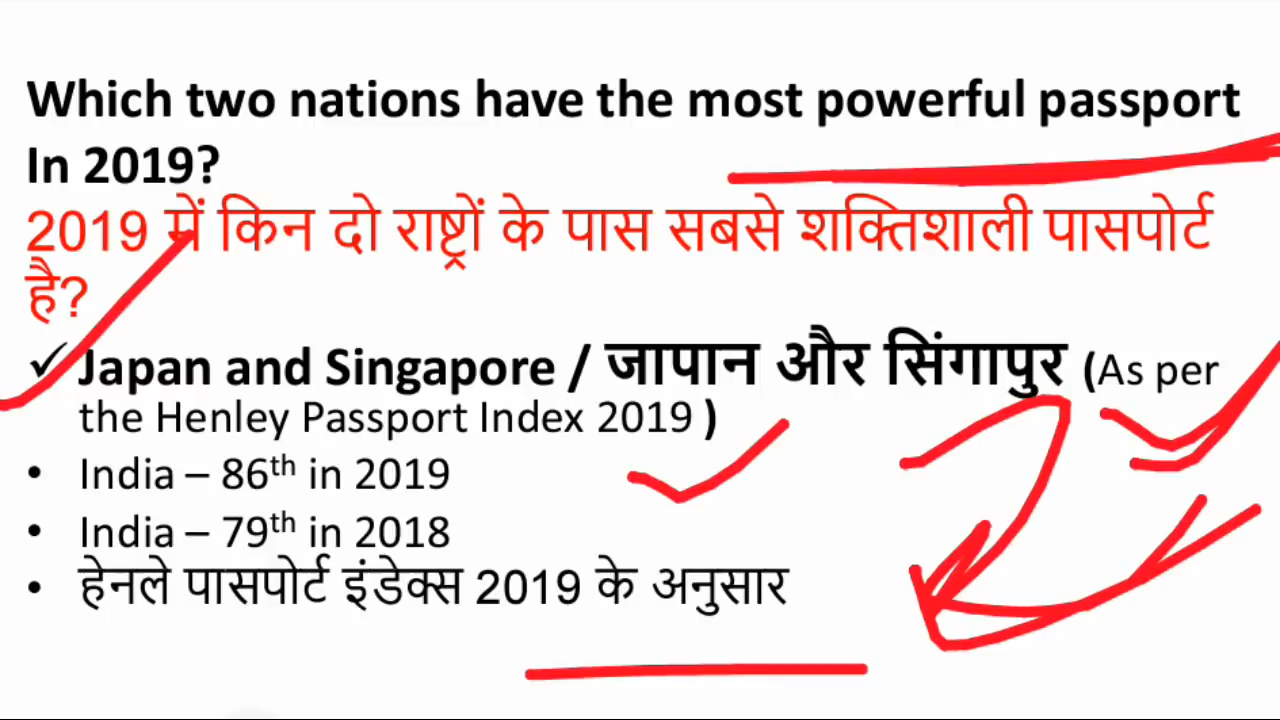 Which two nations have the most powerful passport
In 2019?
2019 में किन दो राष्ट्रों के पास सबसे शक्तिशाली पासपोर्ट
है?
✓ Japan and Singapore / जापान और सिंगापुर (As per
the Henley Passport Index 2019 )
• India – 86th in 2019
• India – 79th in 2018
• हेनले पासपोर्ट इंडेक्स 2019 के अनुसार